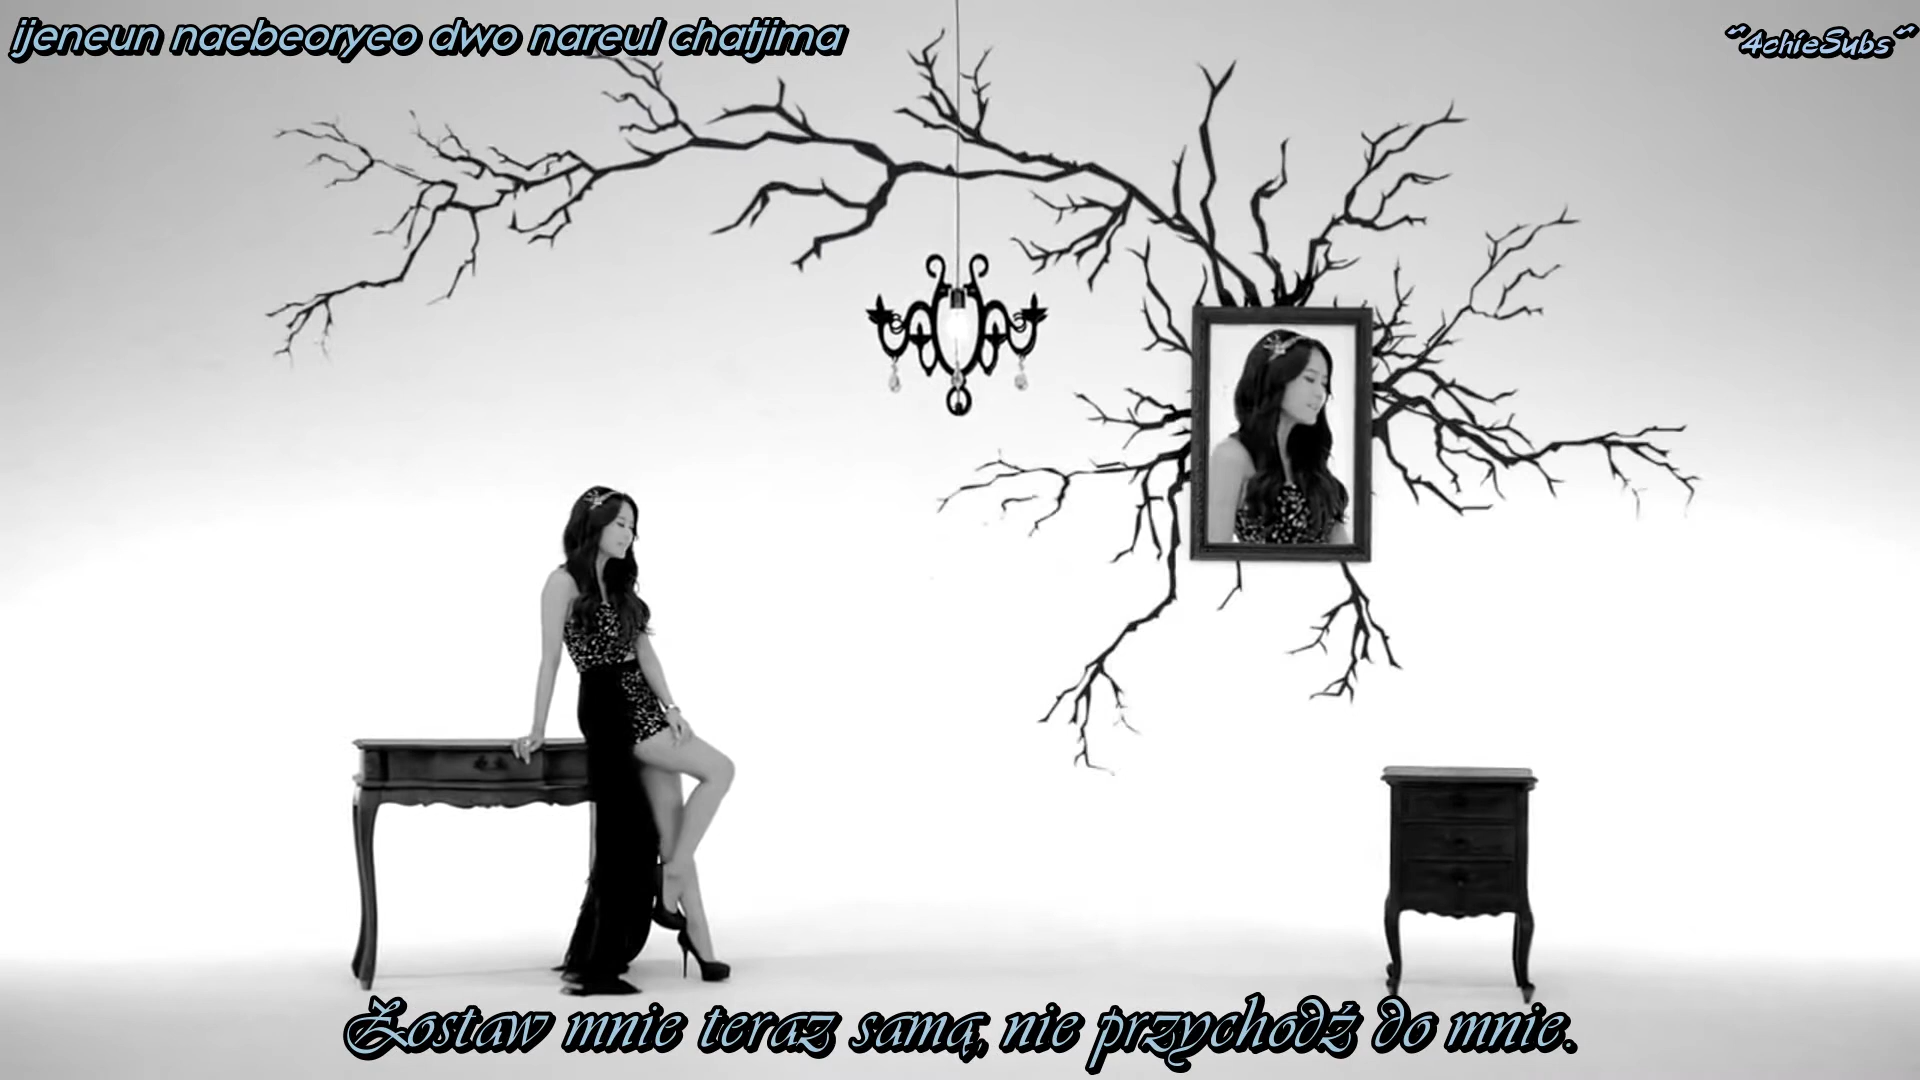 ijeneun naebeoryeo dwo nareul chatjima
~4chieSubs~
Zostaw mnie teraz samą, nie przychodź do mnie.